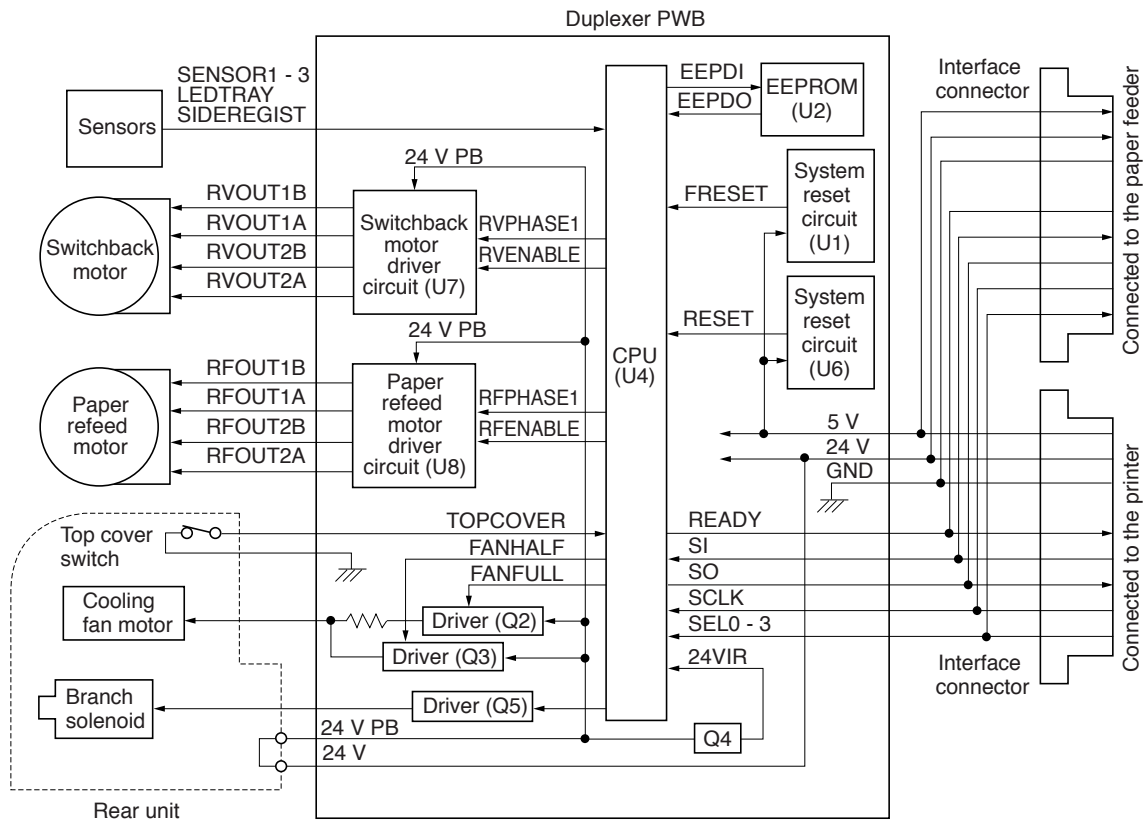 Duplexer PWB
SENSOR1 - 3
LEDTRAY
SIDEREGIST
Sensors
EEPDI
EEPDO
EEPROM
(U2)
Interface
connector
Connected to the paper feeder
24 V PB
RVOUT1B
RVOUT1A
RVOUT2B
RVOUT2A
Switchback
motor
Switchback
motor
driver
circuit (U7)
RVPHASE1
RVENABLE
FRESET
System
reset
circuit
(U1)
RESET
System
reset
circuit
(U6)
CPU
(U4)
24 V PB
RFOUT1B
RFOUT1A
RFOUT2B
RFOUT2A
Paper
refeed
motor
Paper
refeed
motor
driver
circuit (U8)
RFPHASE1
RFENABLE
5 V
24 V
GND
READY
SI
SO
SCLK
SEL0 - 3
24VIR
Interface
connector
Connected to the printer
Top cover
switch
TOPCOVER
FANHALF
FANFULL
Cooling
fan motor
Driver (Q2)
Driver (Q3)
Branch
solenoid
Driver (Q5)
24 V PB
24 V
Q4
Rear unit